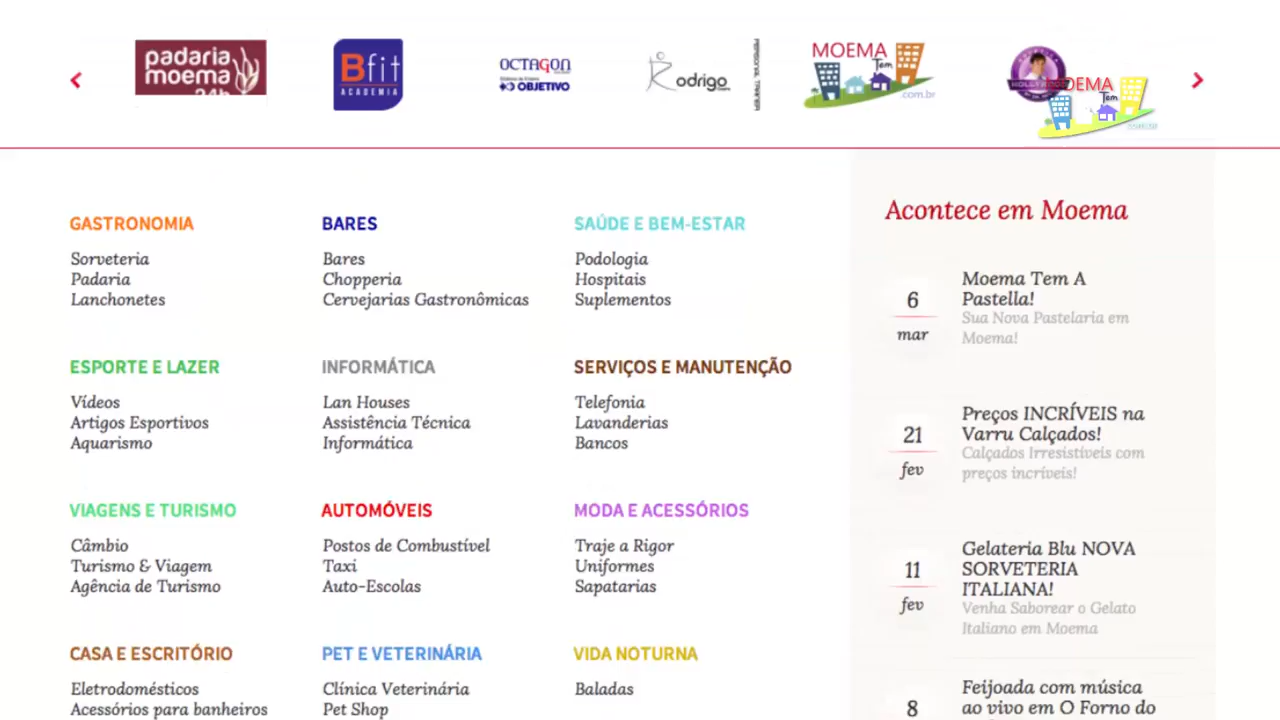 padaria
moema
24h
Bfit
ACADEMIA
OCTAGON
OBJETIVO
Rodrigo
MOEMA
Tem
.com.br
MOEMA
Tem
GASTRONOMIA
Sorveteria
Padaria
Lanchonetes
BARES
Bares
Chopperia
Cervejarias Gastronômicas
SAÚDE E BEM-ESTAR
Podologia
Hospitais
Suplementos
ESPORTE E LAZER
Vídeos
Artigos Esportivos
Aquarismo
INFORMÁTICA
Lan Houses
Assistência Técnica
Informática
SERVIÇOS E MANUTENÇÃO
Telefonia
Lavanderias
Bancos
VIAGENS E TURISMO
Câmbio
Turismo & Viagem
Agência de Turismo
AUTOMÓVEIS
Postos de Combustível
Taxi
Auto-Escolas
MODA E ACESSÓRIOS
Traje a Rigor
Uniformes
Sapatarias
CASA E ESCRITÓRIO
Eletrodomésticos
Acessórios para banheiros
PET E VETERINÁRIA
Clínica Veterinária
Pet Shop
VIDA NOTURNA
Baladas
Acontece em Moema
6
mar
Moema Tem A
Pastella!
Sua Nova Pastelaria em
Moema!
21
fev
Preços INCRÍVEIS na
Varru Calçados!
Calçados Irresistíveis com
preços incríveis!
11
fev
Gelateria Blu NOVA
SORVETERIA
ITALIANA!
Venha Saborear o Gelato
Italiano em Moema
8
Feijoada com música
ao vivo em O Forno do